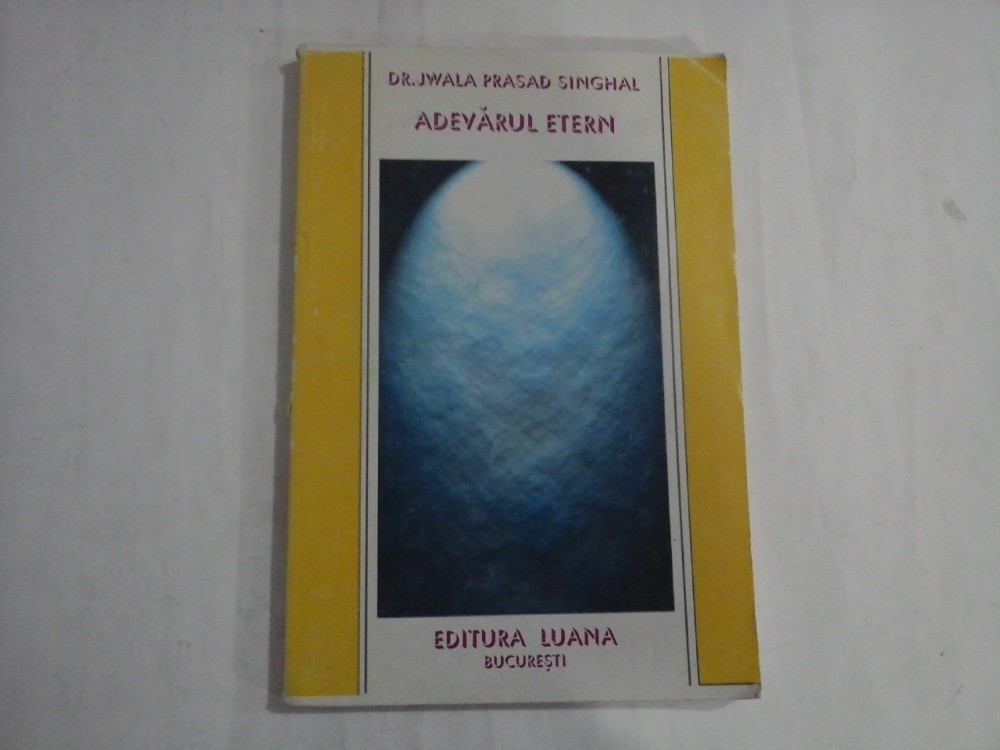 DR.JWALA PRASAD SINGHAL
ADEVĂRUL ETERN
EDITURA LUANA
BUCUREȘTI